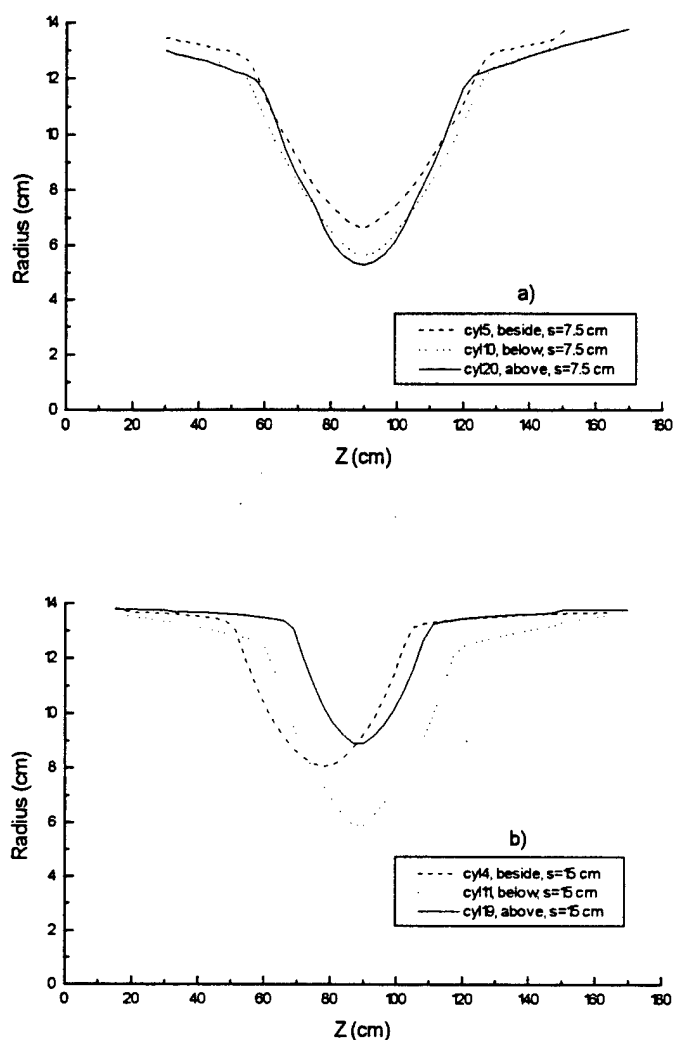 14
12
10
8
6
4
2
0
Radius (cm)
a)
cyl5, beside, s=7.5 cm
cyl10, below, s=7.5 cm
cyl20, above, s=7.5 cm
0 20 40 60 80 100 120 140 160 180
Z (cm)
14
12
10
8
6
4
2
0
Radius (cm)
b)
cyl4, beside, s=15 cm
cyl11, below, s=15 cm
cyl19, above, s=15 cm
0 20 40 60 80 100 120 140 160 180
Z (cm)